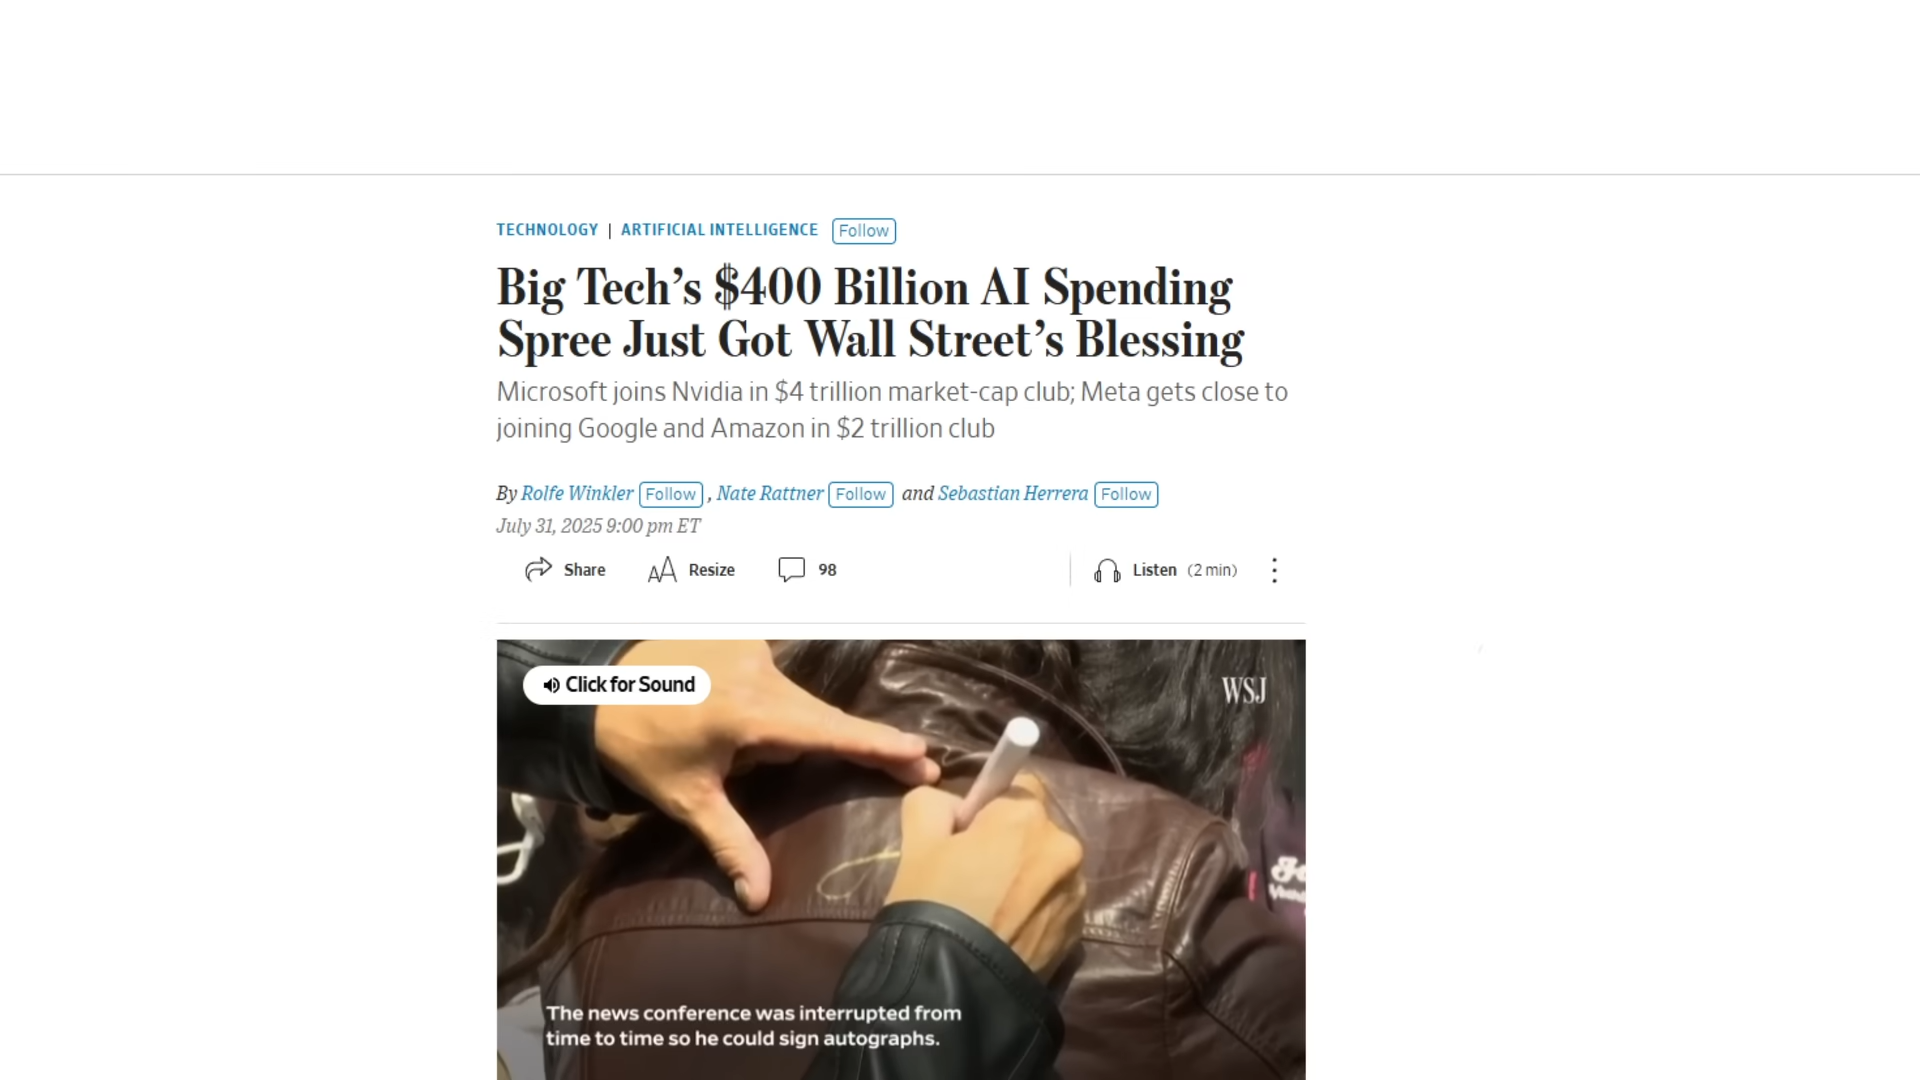 TECHNOLOGY | ARTIFICIAL INTELLIGENCE Follow
Big Tech’s $400 Billion AI Spending
Spree Just Got Wall Street’s Blessing
Microsoft joins Nvidia in $4 trillion market-cap club; Meta gets close to
joining Google and Amazon in $2 trillion club
By Rolfe Winkler Follow , Nate Rattner Follow and Sebastian Herrera Follow
July 31, 2025 9:00 pm ET
Share Resize 98 Listen (2 min)
Click for Sound
WSJ
The news conference was interrupted from
time to time so he could sign autographs.